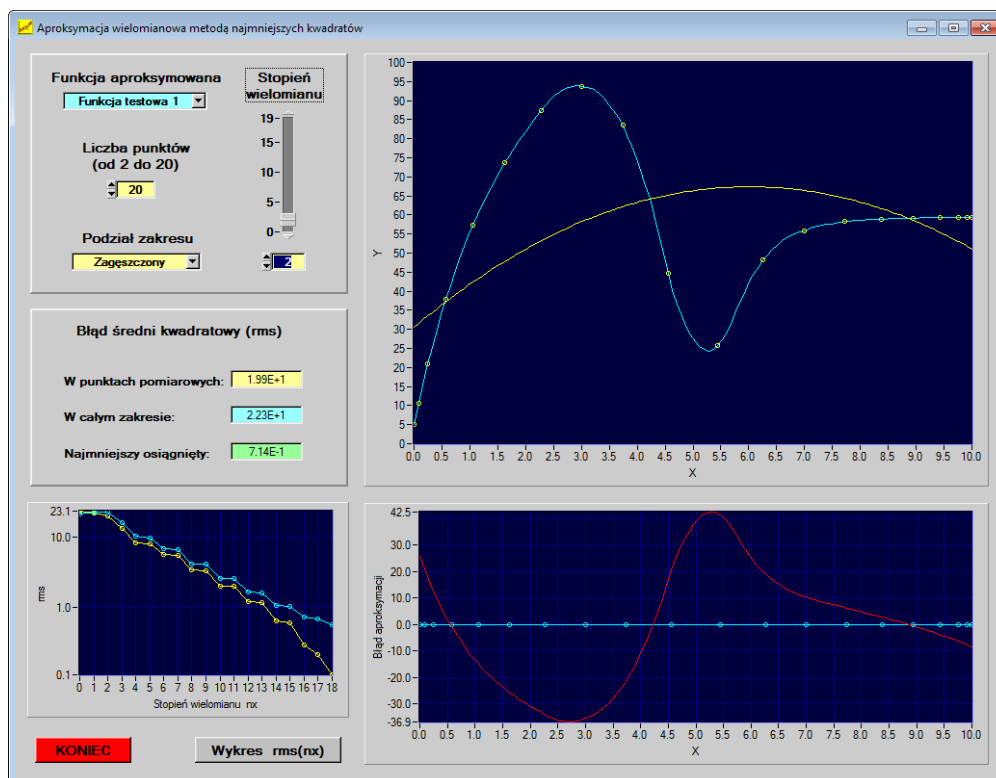 Aproksymacja wielomianowa metodą najmniejszych kwadratów
Funkcja aproksymowana
Funkcja testowa 1
Stopień
wielomianu
19
15
10
5
0
2
Liczba punktów
(od 2 do 20)
20
Podział zakresu
Zagęszczony
Błąd średni kwadratowy (rms)
W punktach pomiarowych: 1.99E+1
W całym zakresie: 2.23E+1
Najmniejszy osiągnięty: 7.14E-1
100
95
90
85
80
75
70
65
60
55
50
45
40
35
30
25
20
15
10
5
0
Y
0.0 0.5 1.0 1.5 2.0 2.5 3.0 3.5 4.0 4.5 5.0 5.5 6.0 6.5 7.0 7.5 8.0 8.5 9.0 9.5 10.0
X
23.1
10.0
1.0
0.1
rms
0 1 2 3 4 5 6 7 8 9 10 11 12 13 14 15 16 17 18
Stopień wielomianu nx
42.5
30.0
20.0
10.0
0.0
-10.0
-20.0
-30.0
-36.9
Błąd aproksymacji
0.0 0.5 1.0 1.5 2.0 2.5 3.0 3.5 4.0 4.5 5.0 5.5 6.0 6.5 7.0 7.5 8.0 8.5 9.0 9.5 10.0
X
KONIEC
Wykres rms(nx)